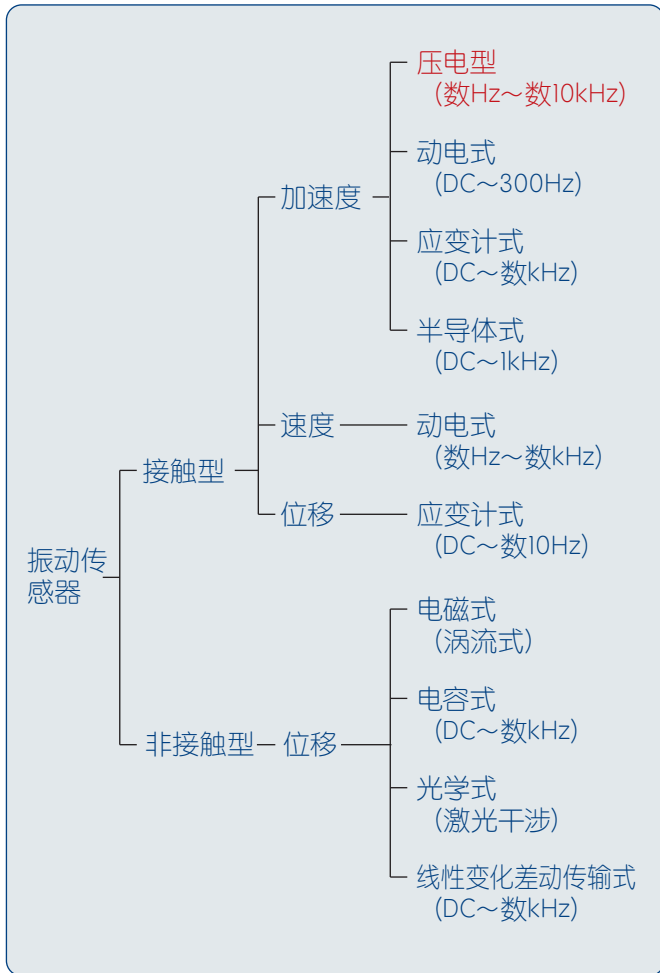 压电型
(数Hz～数10kHz)
动电式
(DC～300Hz)
加速度
应变计式
(DC～数kHz)
半导体式
(DC～1kHz)
速度
动电式
(数Hz～数kHz)
接触型
位移
应变计式
(DC～数10Hz)
振动传
感器
电磁式
(涡流式)
电容式
(DC～数kHz)
非接触型
位移
光学式
(激光干涉)
线性变化差动传输式
(DC～数kHz)